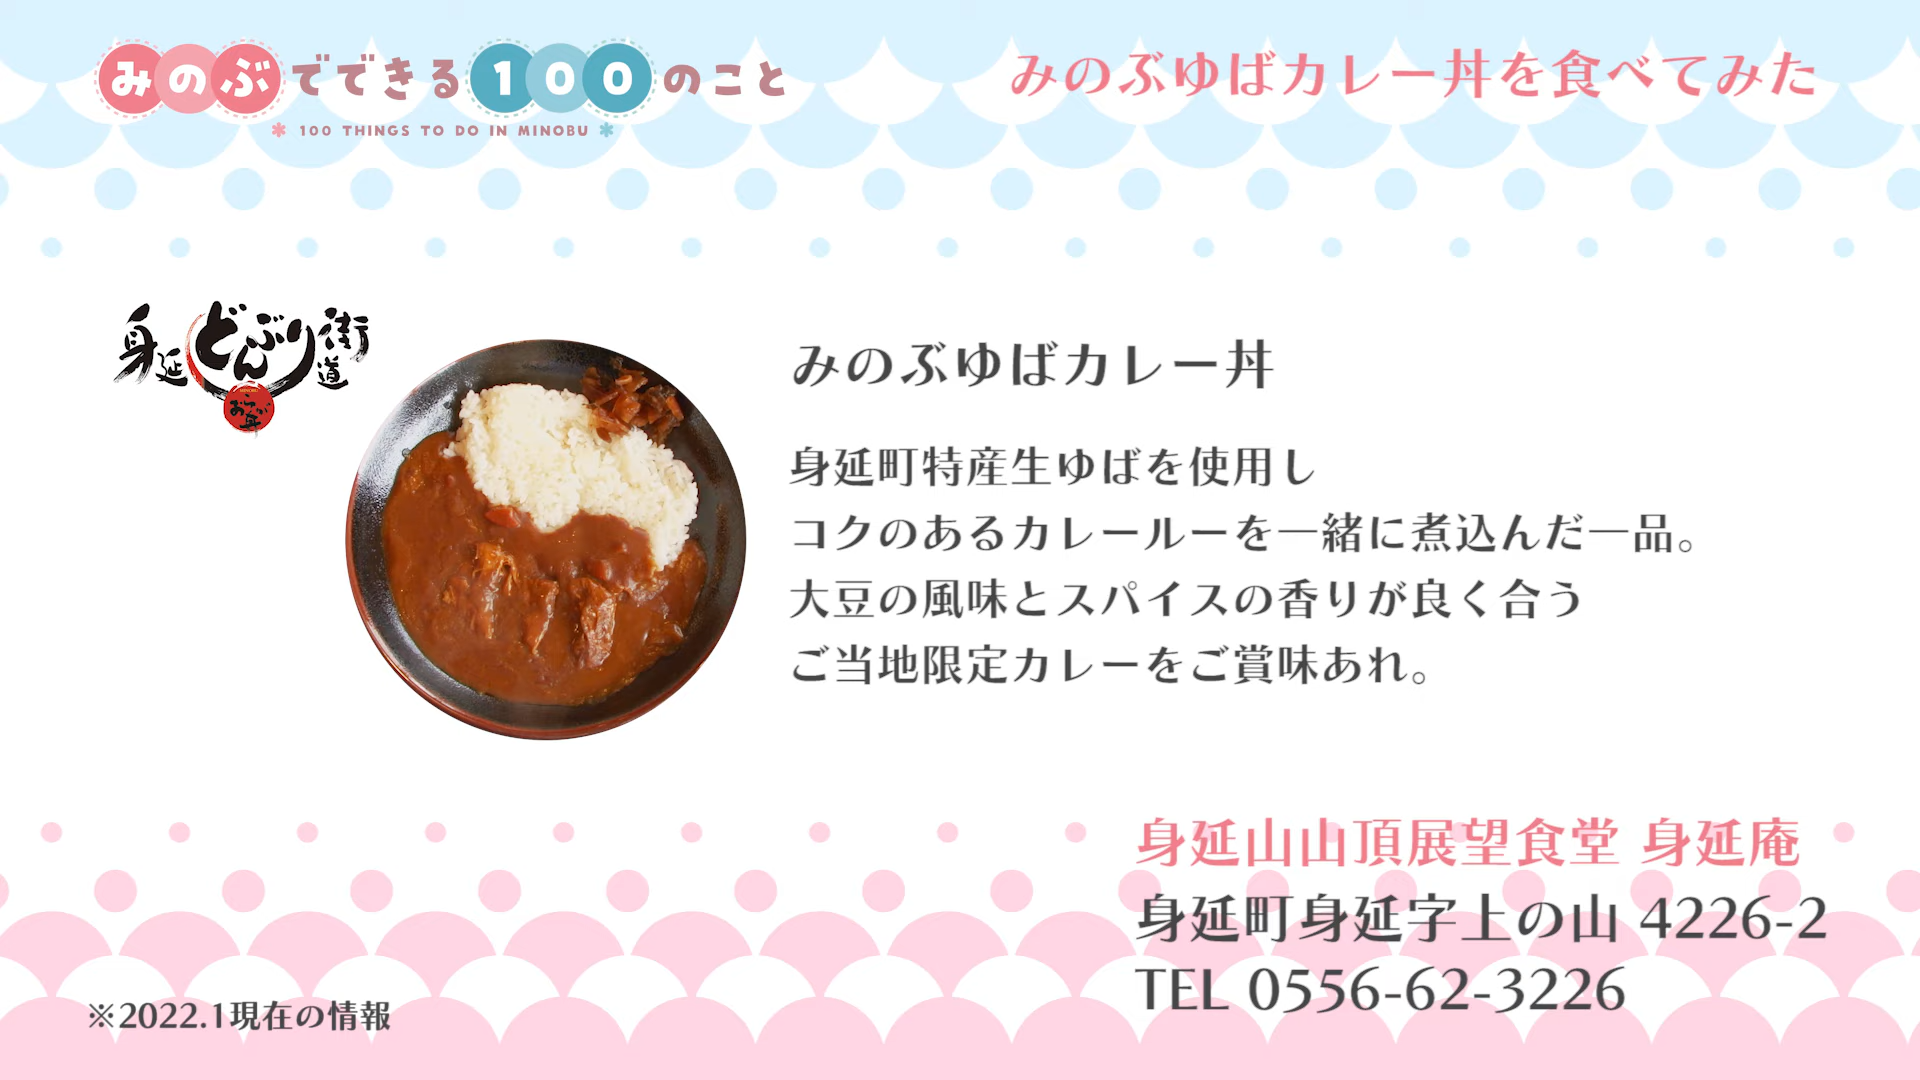 みのぶでできる100のこと
100 THINGS TO DO IN MINOBU
みのぶゆばカレー丼を食べてみた
身延どんぶり街道
みのぶゆばカレー丼
身延町特産生ゆばを使用し
コクのあるカレールーを一緒に煮込んだ一品。
大豆の風味とスパイスの香りが良く合う
ご当地限定カレーをご賞味あれ。
身延山山頂展望食堂 身延庵
身延町身延字上の山 4226-2
TEL 0556-62-3226
※2022.1現在の情報